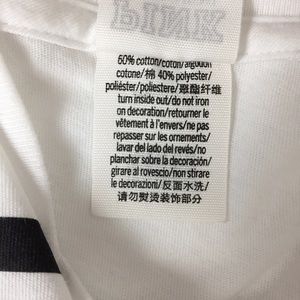 PINK
60% cotton/coton/algodon
cotone/棉 40% polyester/
poliéster/poliestere/聚酯纤维
turn inside out/do not iron
on decoration/retourner le
vêtement à l'envers/ne pas
repasser sur les ornements/
lavar del lado del revés/no
planchar sobre la decoración/
girare al rovescio/non stirare
le decorazioni/反面水洗/
请勿熨烫装饰部分